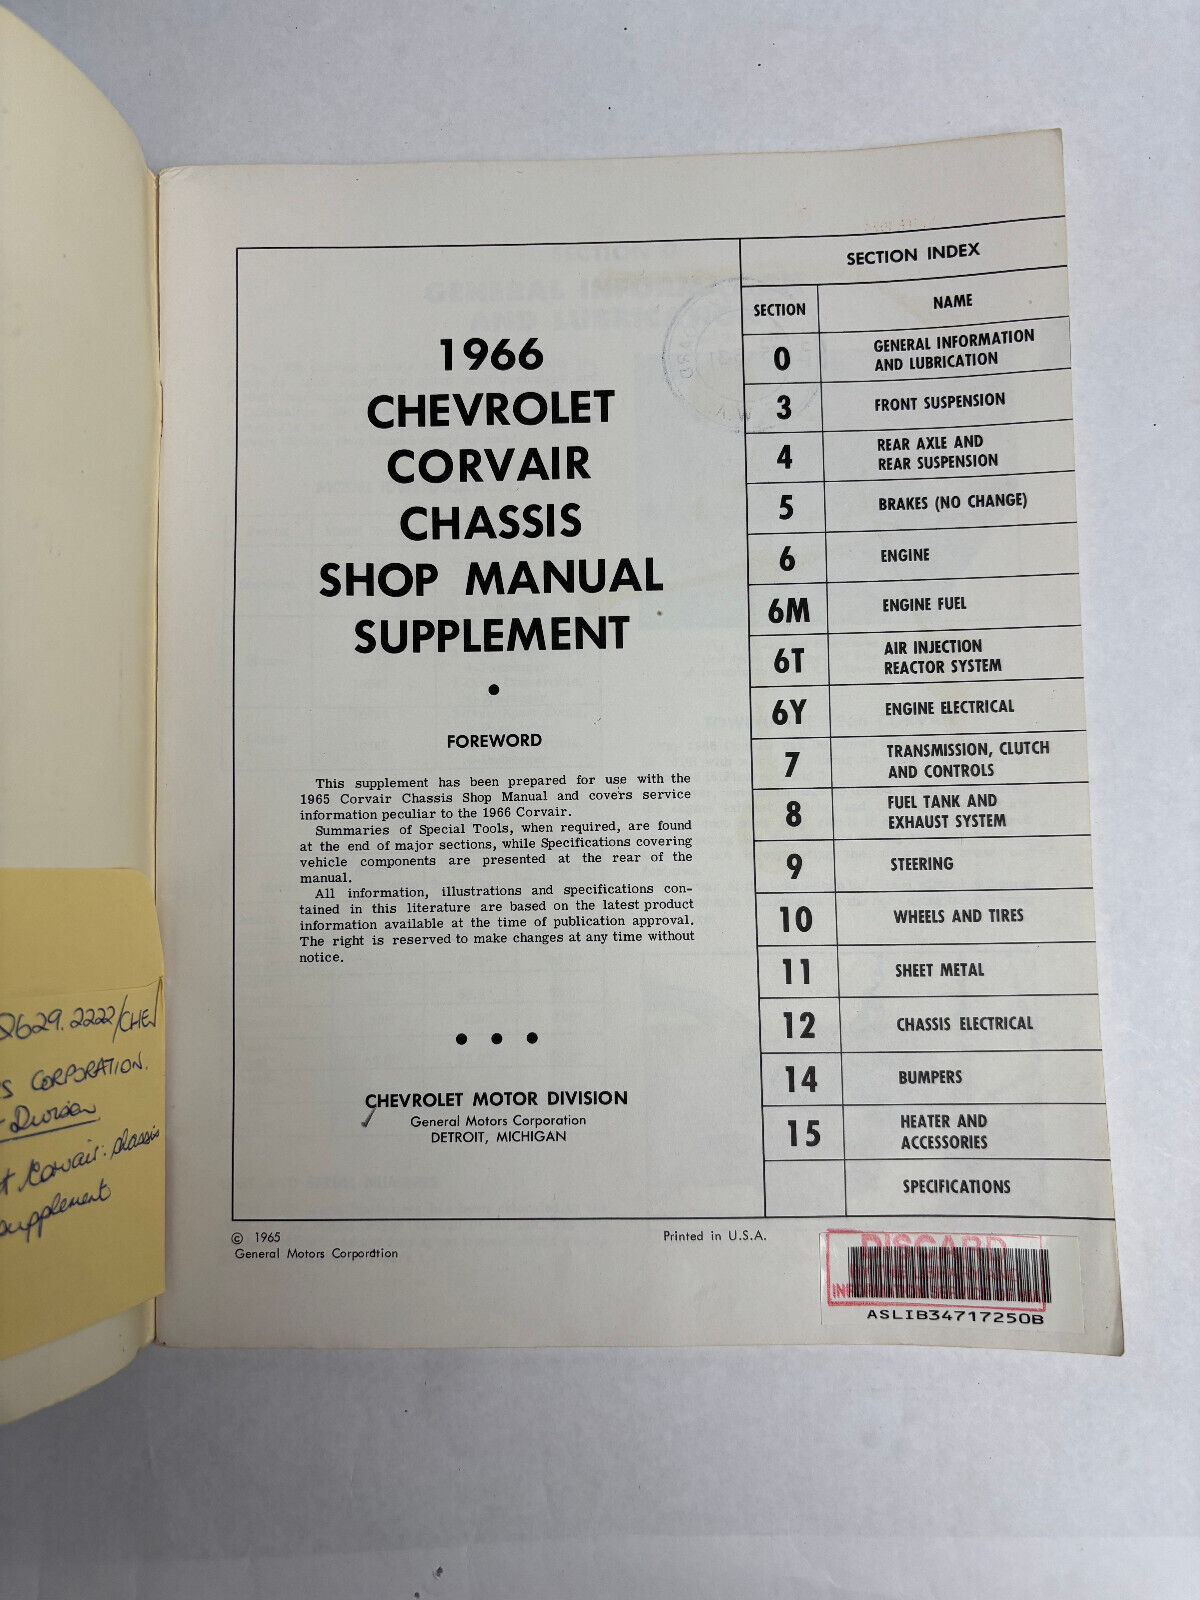 1966
CHEVROLET
CORVAIR
CHASSIS
SHOP MANUAL
SUPPLEMENT
FOREWORD
This supplement has been prepared for use with the
1965 Corvair Chassis Shop Manual and covers service
information peculiar to the 1966 Corvair.
Summaries of Special Tools, when required, are found
at the end of major sections, while Specifications covering
vehicle components are presented at the rear of the
manual.
All information, illustrations and specifications con-
tained in this literature are based on the latest product
information available at the time of publication approval.
The right is reserved to make changes at any time without
notice.
CHEVROLET MOTOR DIVISION
General Motors Corporation
DETROIT, MICHIGAN
SECTION INDEX
SECTION NAME
0 GENERAL INFORMATION
AND LUBRICATION
3 FRONT SUSPENSION
4 REAR AXLE AND
REAR SUSPENSION
5 BRAKES (NO CHANGE)
6 ENGINE
6M ENGINE FUEL
6T AIR INJECTION
REACTOR SYSTEM
6Y ENGINE ELECTRICAL
7 TRANSMISSION, CLUTCH
AND CONTROLS
8 FUEL TANK AND
EXHAUST SYSTEM
9 STEERING
10 WHEELS AND TIRES
11 SHEET METAL
12 CHASSIS ELECTRICAL
14 BUMPERS
15 HEATER AND
ACCESSORIES
SPECIFICATIONS
© 1965
General Motors Corporation
Printed in U.S.A.
DISCARD
ASLIB34717250B
629.2222/CHEV
CORPORATION.
Division
Corvair: chassis
supplement